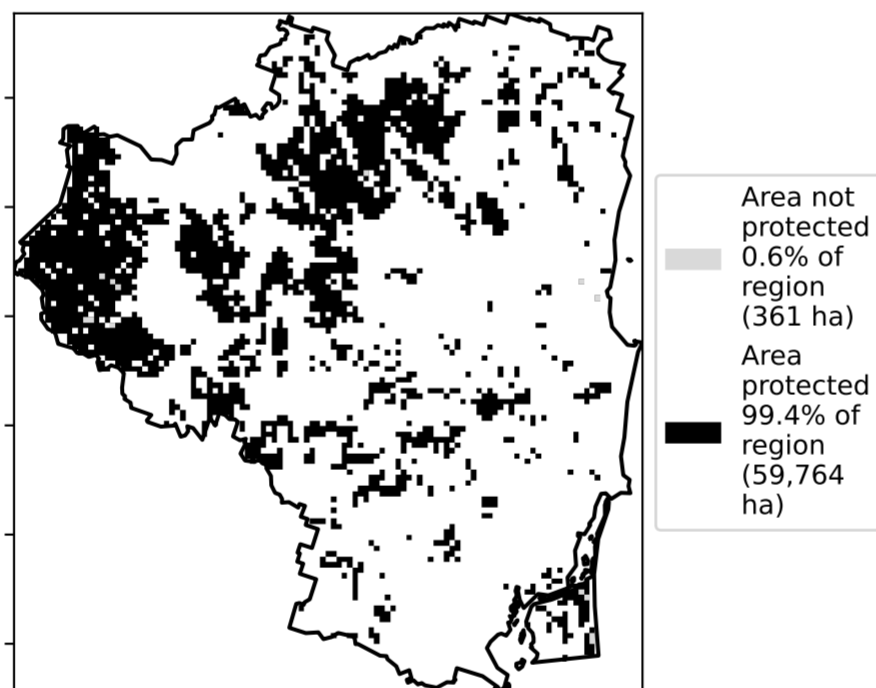 Area not
protected
0.6% of
region
(361 ha)
Area
protected
99.4% of
region
(59,764
ha)